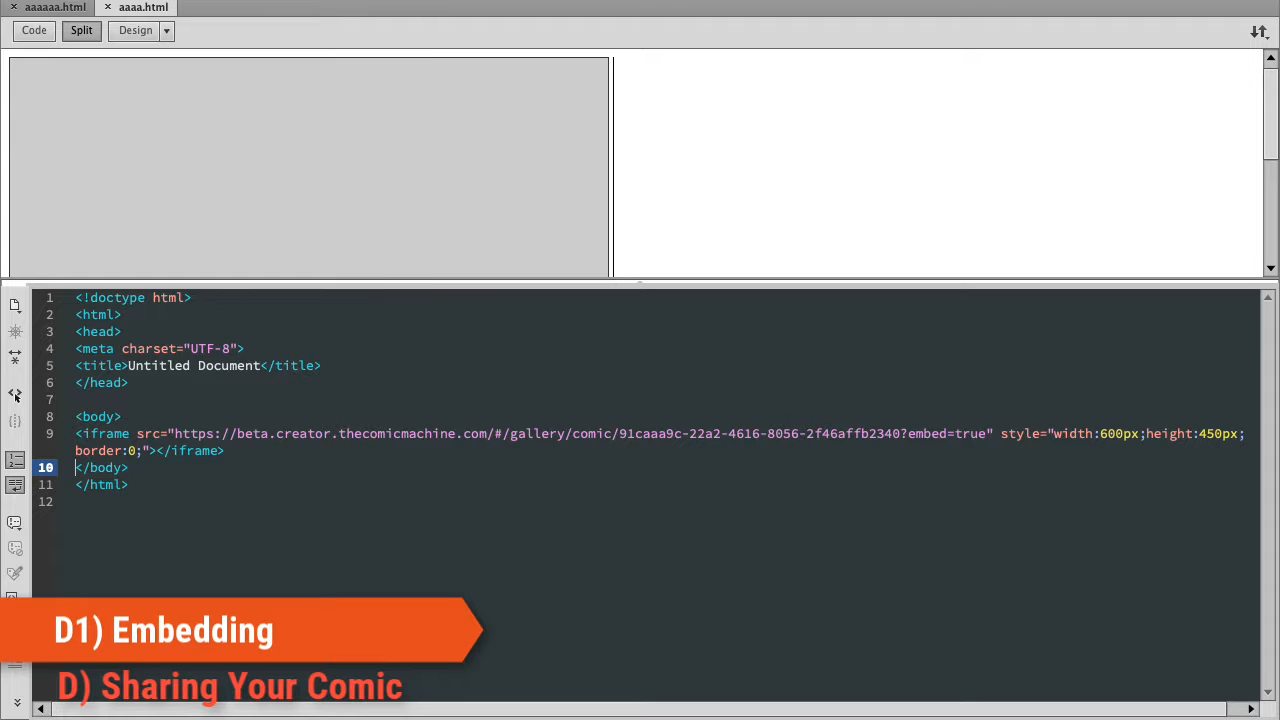 aaaaaa.html
aaaa.html
Code
Split
Design
1 <!doctype html>
2 <html>
3 <head>
4 <meta charset="UTF-8">
5 <title>Untitled Document</title>
6 </head>
7
8 <body>
9 <iframe src="https://beta.creator.thecomicmachine.com/#/gallery/comic/91caaa9c-22a2-4616-8056-2f46affb2340?embed=true" style="width:600px;height:450px;
border:0;"></iframe>
10 </body>
11 </html>
12
D1) Embedding
D) Sharing Your Comic